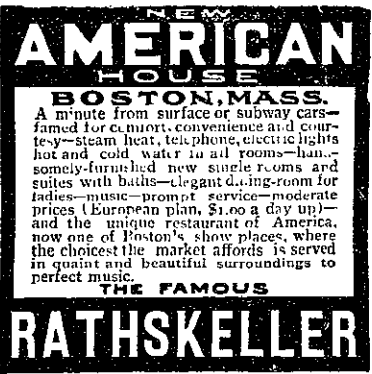 NEW
AMERICAN
HOUSE
BOSTON, MASS.
A minute from surface or subway cars—
famed for comfort, convenience and cour-
tesy—steam heat, telephone, electric lights
hot and cold water in all rooms—han..
somely-furnished new single rooms and
suites with baths—elegant dining-room for
ladies—music—prompt service—moderate
prices (European plan, $1.00 a day up)—
and the unique restaurant of America,
now one of Boston's show places, where
the choicest the market affords is served
in quaint and beautiful surroundings to
perfect music.
THE FAMOUS
RATHSKELLER